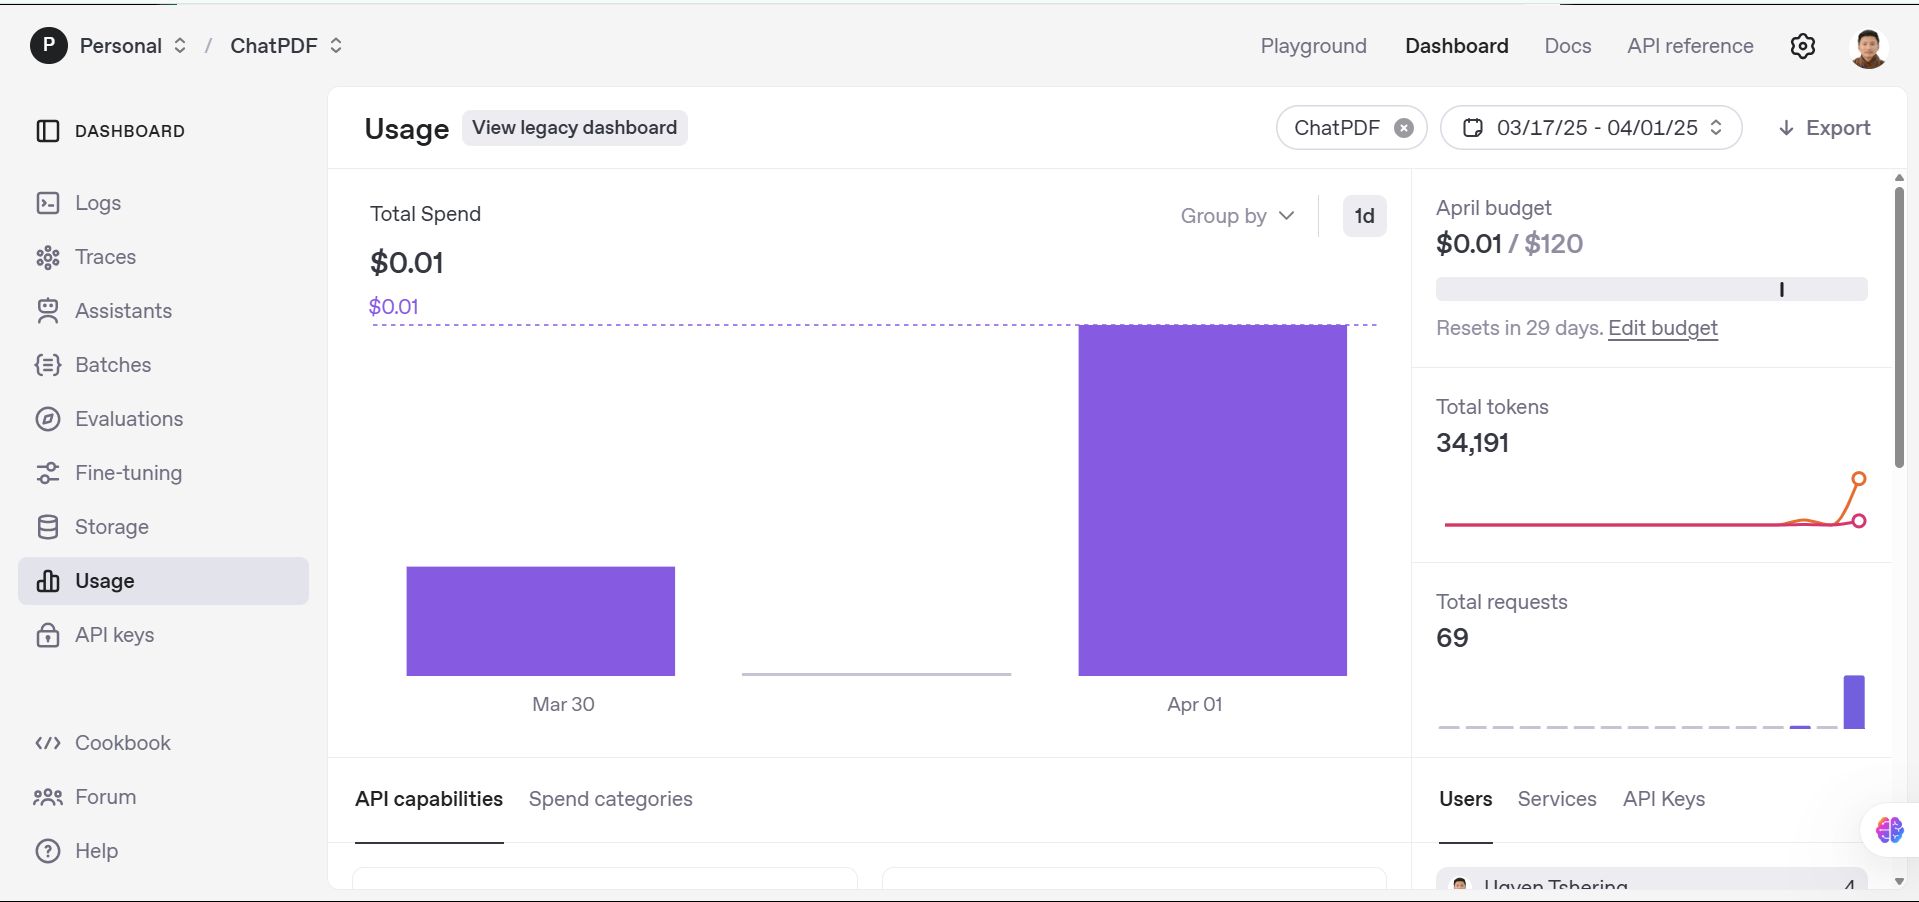 P Personal / ChatPDF
Playground Dashboard Docs API reference
DASHBOARD
Logs
Traces
Assistants
Batches
Evaluations
Fine-tuning
Storage
Usage
API keys
Cookbook
Forum
Help
Usage View legacy dashboard
ChatPDF 03/17/25 - 04/01/25 Export
Total Spend
Group by 1d
$0.01
$0.01
Mar 30 Apr 01
April budget
$0.01 / $120
Resets in 29 days. Edit budget
Total tokens
34,191
Total requests
69
API capabilities Spend categories
Users Services API Keys
Ugyen Tshering 4